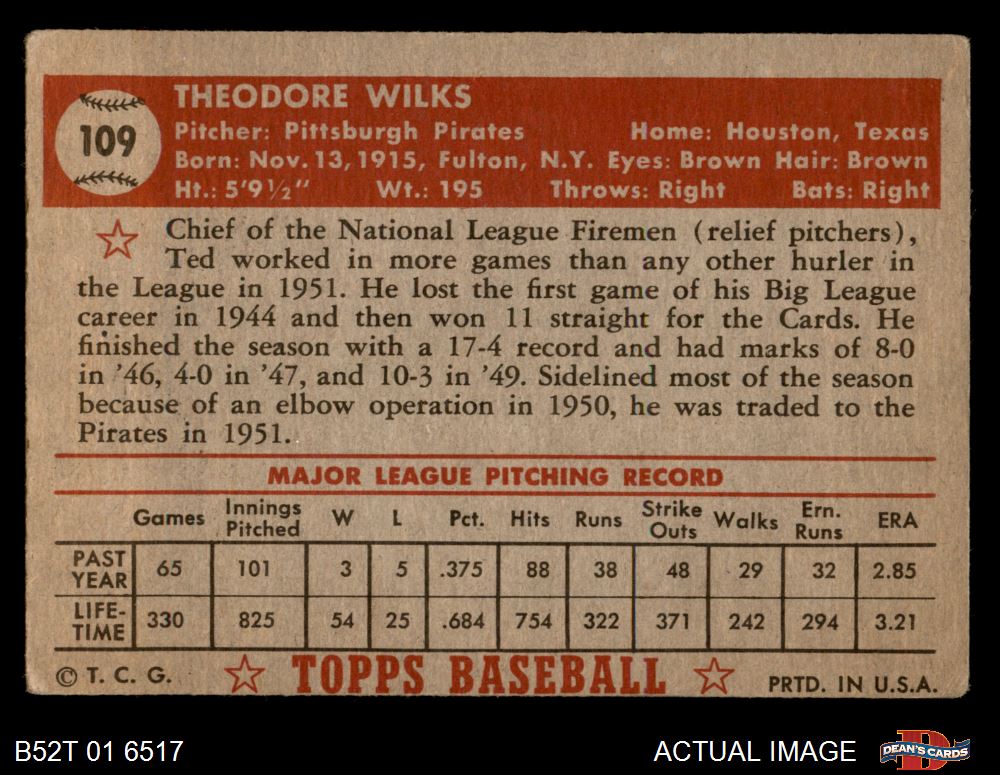 109
THEODORE WILKS
Pitcher: Pittsburgh Pirates Home: Houston, Texas
Born: Nov. 13, 1915, Fulton, N.Y. Eyes: Brown Hair: Brown
Ht.: 5'9½" Wt.: 195 Throws: Right Bats: Right
Chief of the National League Firemen (relief pitchers),
Ted worked in more games than any other hurler in
the League in 1951. He lost the first game of his Big League
career in 1944 and then won 11 straight for the Cards. He
finished the season with a 17-4 record and had marks of 8-0
in '46, 4-0 in '47, and 10-3 in '49. Sidelined most of the season
because of an elbow operation in 1950, he was traded to the
Pirates in 1951.
MAJOR LEAGUE PITCHING RECORD
Games Innings Pitched W L Pct. Hits Runs Strike Outs Walks Ern. Runs ERA
PAST YEAR 65 101 3 5 .375 88 38 48 29 32 2.85
LIFE-TIME 330 825 54 25 .684 754 322 371 242 294 3.21
© T. C. G. TOPPS BASEBALL PRTD. IN U.S.A.
B52T 01 6517 ACTUAL IMAGE DEAN'S CARDS